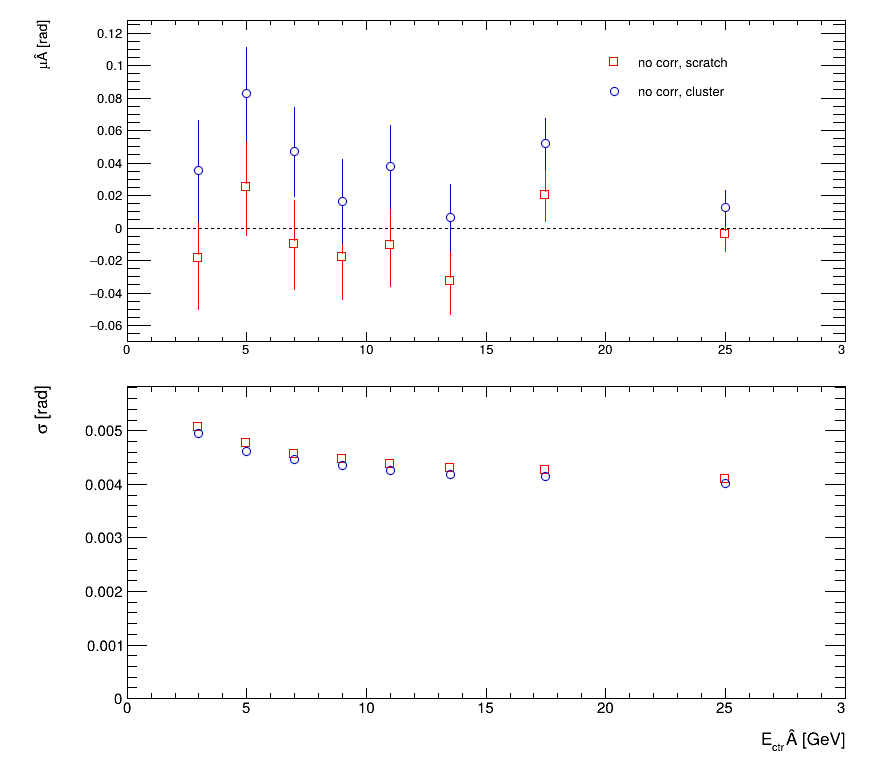 μÂ [rad]
0.12
0.1
0.08
0.06
0.04
0.02
0
−0.02
−0.04
−0.06
no corr, scratch
no corr, cluster
0 5 10 15 20 25 3
σ [rad]
0.005
0.004
0.003
0.002
0.001
0
0 5 10 15 20 25 3
EctrÂ [GeV]